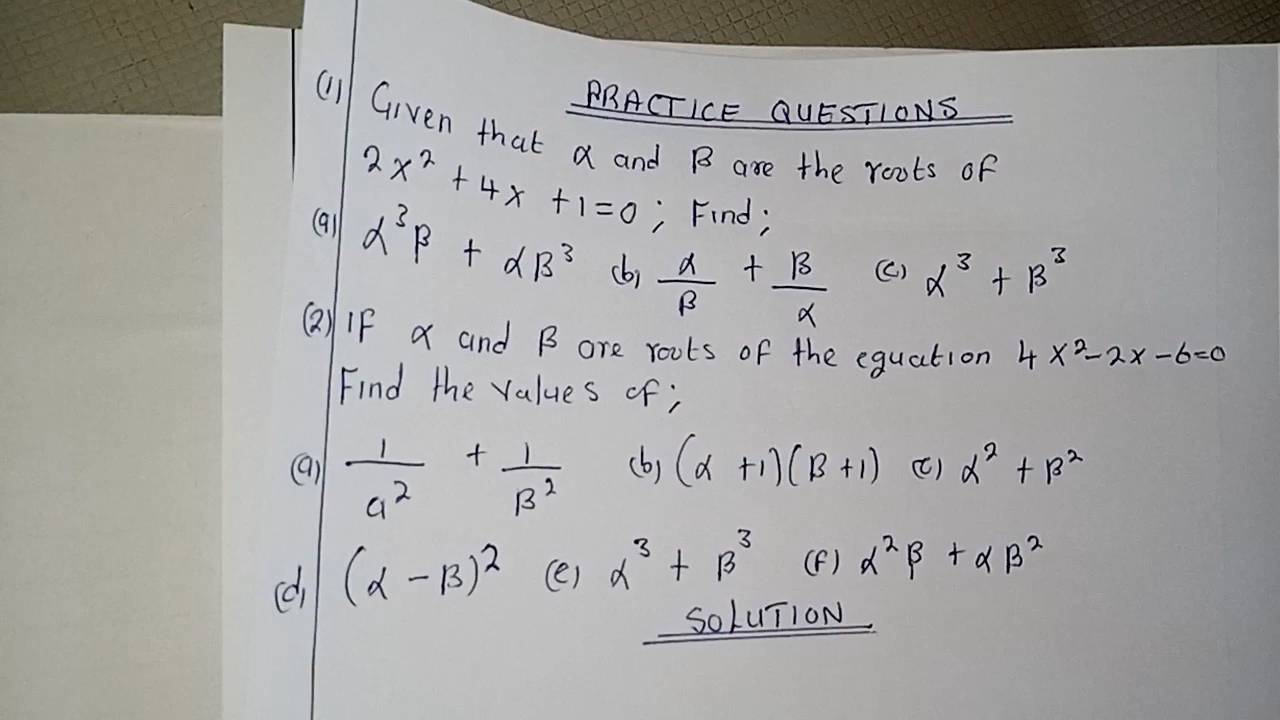 PRACTICE QUESTIONS
(1) Given that α and β are the roots of
2x² + 4x + 1 = 0; Find;
(a) α³β + αβ³ (b) α/β + β/α (c) α³ + β³
(2) IF α and β are roots of the equation 4x² - 2x - 6 = 0
Find the values of;
(a) 1/a² + 1/β² (b) (α + 1)(β + 1) (c) α² + β²
(d) (α - β)² (e) α³ + β³ (f) α²β + αβ²
SOLUTION